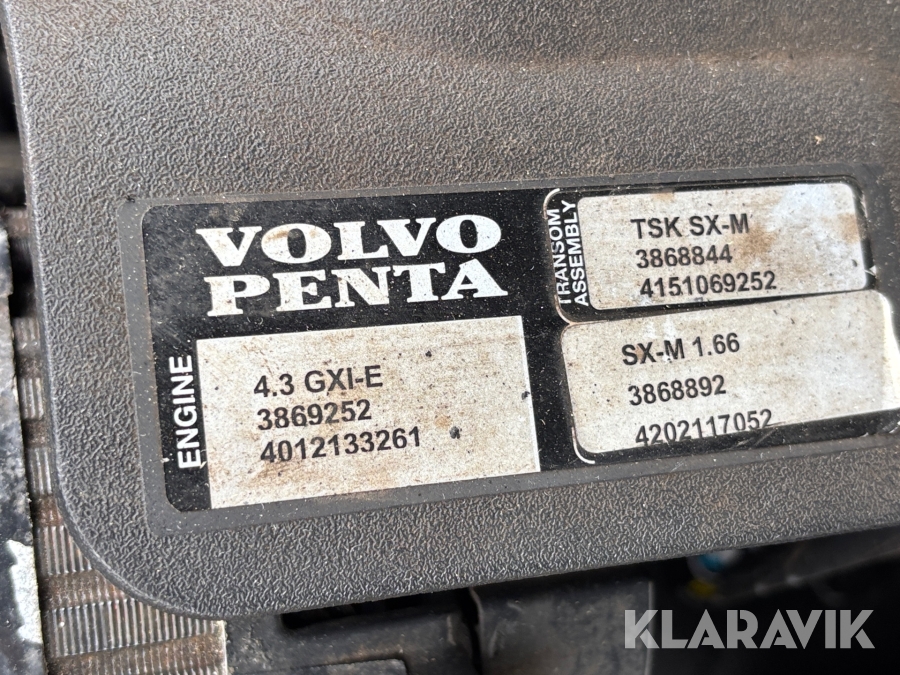 VOLVO
PENTA
ENGINE
4.3 GXI-E
3869252
4012133261
TRANSOM
ASSEMBLY
TSK SX-M
3868844
4151069252
SX-M 1.66
3868892
4202117052
KLARAVIK